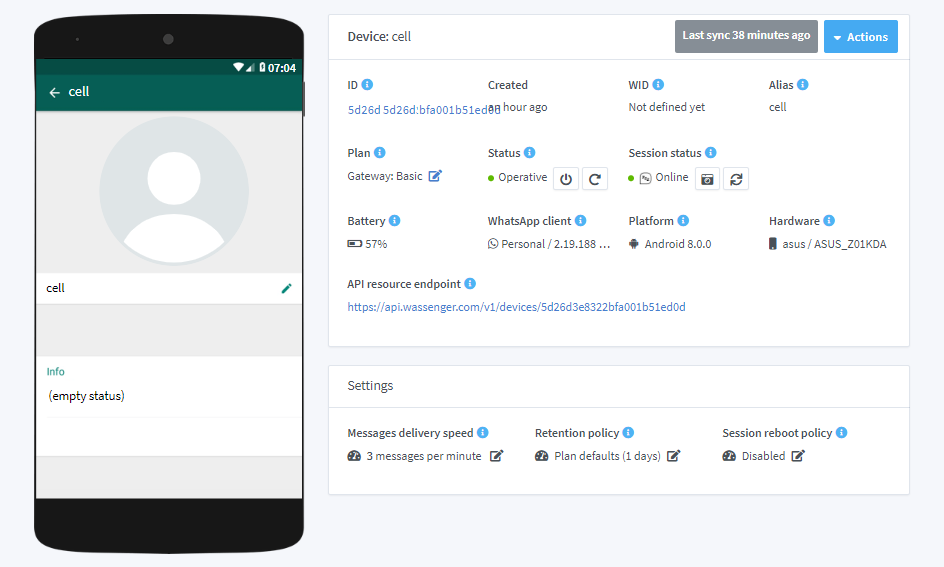 07:04
cell
cell
Info
(empty status)
Device: cell
Last sync 38 minutes ago
Actions
ID
Created
WID
Alias
5d26d 5d26d:bfa001b51ed0d
an hour ago
Not defined yet
cell
Plan
Status
Session status
Gateway: Basic
Operative
Online
Battery
WhatsApp client
Platform
Hardware
57%
Personal / 2.19.188 ...
Android 8.0.0
asus / ASUS_Z01KDA
API resource endpoint
https://api.wassenger.com/v1/devices/5d26d3e8322bfa001b51ed0d
Settings
Messages delivery speed
Retention policy
Session reboot policy
3 messages per minute
Plan defaults (1 days)
Disabled